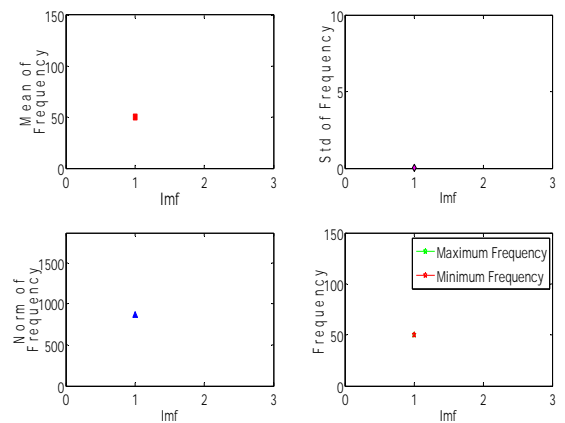 150
100
50
0
Mean of
Frequency
0 1 2 3
Imf
10
5
0
Std of Frequency
0 1 2 3
Imf
1500
1000
500
0
Norm of
Frequency
0 1 2 3
Imf
150
100
50
0
Frequency
Maximum Frequency
Minimum Frequency
0 1 2 3
Imf